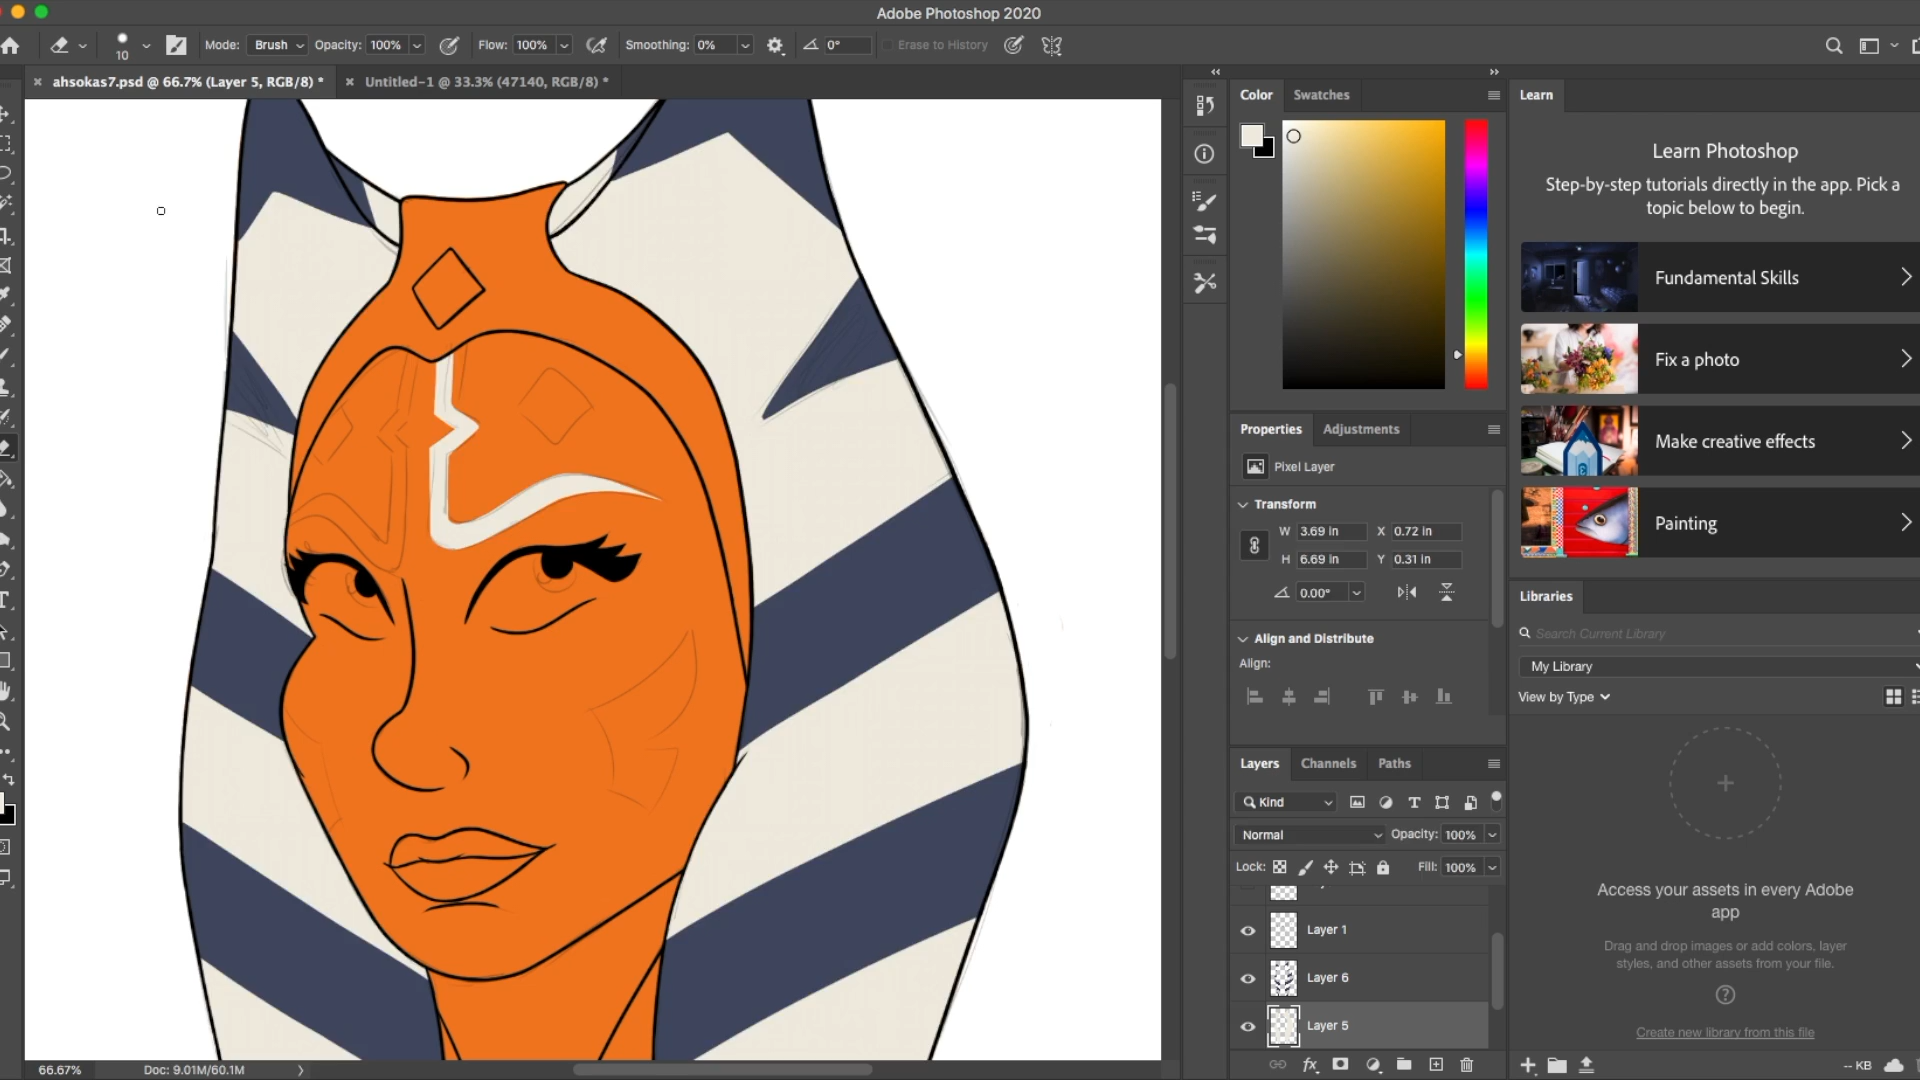 Adobe Photoshop 2020
10 Mode: Brush Opacity: 100% Flow: 100% Smoothing: 0% 0° Erase to History
ahsokas7.psd @ 66.7% (Layer 5, RGB/8) * Untitled-1 @ 33.3% (47140, RGB/8) *
Color Swatches
Learn
Learn Photoshop
Step-by-step tutorials directly in the app. Pick a
topic below to begin.
Fundamental Skills
Fix a photo
Make creative effects
Painting
Properties Adjustments
Pixel Layer
Transform
W 3.69 in X 0.72 in
H 6.69 in Y 0.31 in
0.00°
Align and Distribute
Align:
Libraries
Search Current Library
My Library
View by Type
Access your assets in every Adobe
app
Drag and drop images or add colors, layer
styles, and other assets from your file.
Create new library from this file
-- KB
Layers Channels Paths
Kind
Normal Opacity: 100%
Lock: Fill: 100%
Layer 1
Layer 6
Layer 5
fx
66.67% Doc: 9.01M/60.1M